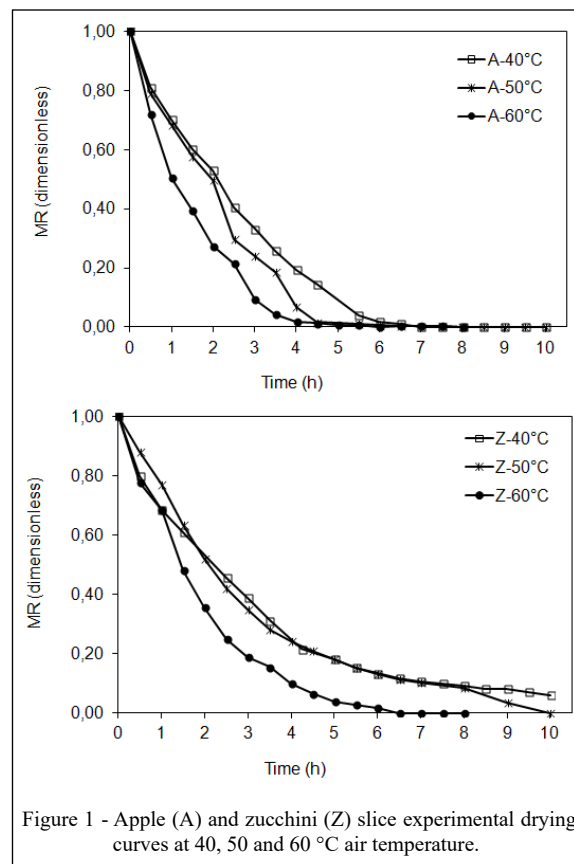 1,00
0,80
0,60
0,40
0,20
0,00
MR (dimensionless)
A-40°C
A-50°C
A-60°C
0 1 2 3 4 5 6 7 8 9 10
Time (h)
1,00
0,80
0,60
0,40
0,20
0,00
MR (dimensionless)
Z-40°C
Z-50°C
Z-60°C
0 1 2 3 4 5 6 7 8 9 10
Time (h)
Figure 1 - Apple (A) and zucchini (Z) slice experimental drying
curves at 40, 50 and 60 °C air temperature.